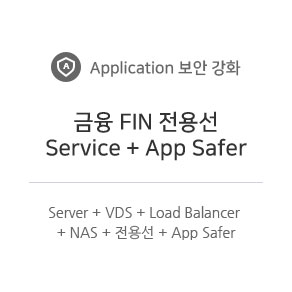 A
Application 보안 강화
금융 FIN 전용선
Service + App Safer
Server + VDS + Load Balancer
+ NAS + 전용선 + App Safer